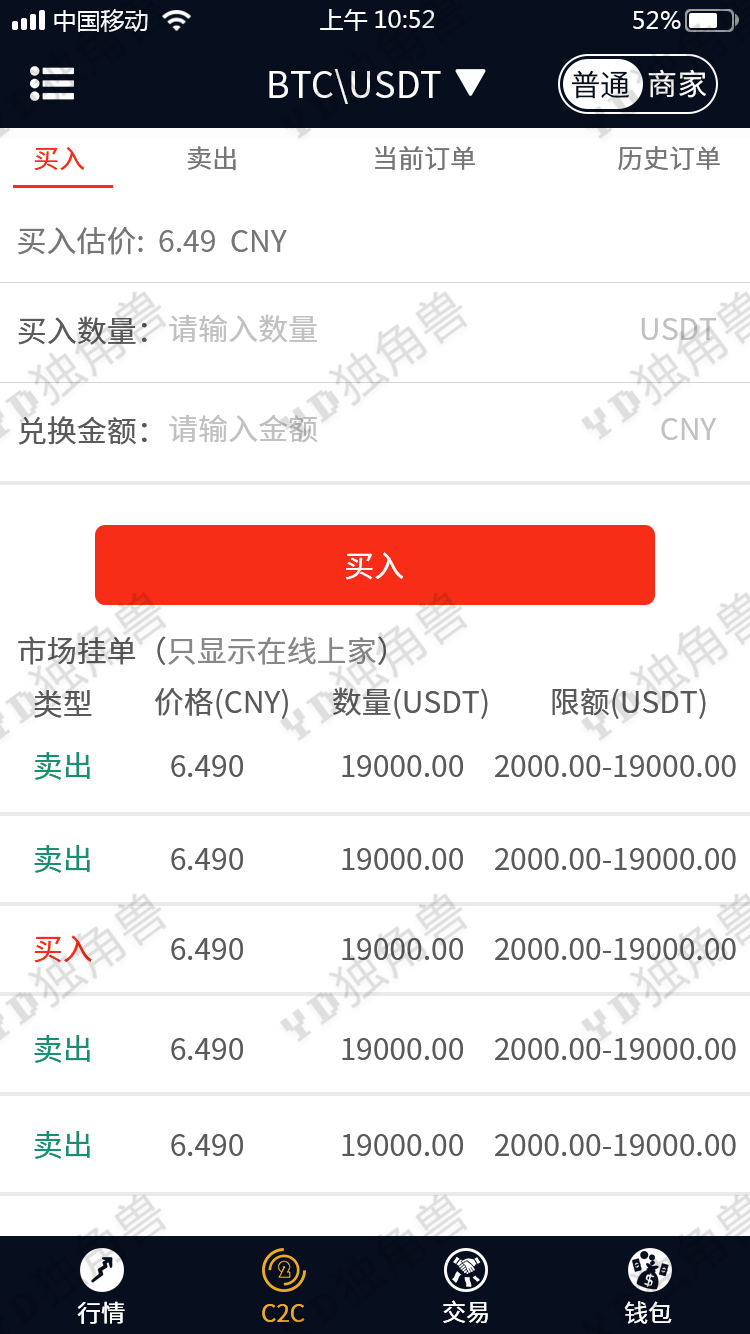 中国移动 上午 10:52 52%
BTC\USDT ▼ 普通 商家
买入 卖出 当前订单 历史订单
买入估价: 6.49 CNY
买入数量： 请输入数量 USDT
兑换金额： 请输入金额 CNY
买入
市场挂单（只显示在线上家）
类型 价格(CNY) 数量(USDT) 限额(USDT)
卖出 6.490 19000.00 2000.00-19000.00
卖出 6.490 19000.00 2000.00-19000.00
买入 6.490 19000.00 2000.00-19000.00
卖出 6.490 19000.00 2000.00-19000.00
卖出 6.490 19000.00 2000.00-19000.00
行情 C2C 交易 钱包
YD独角兽